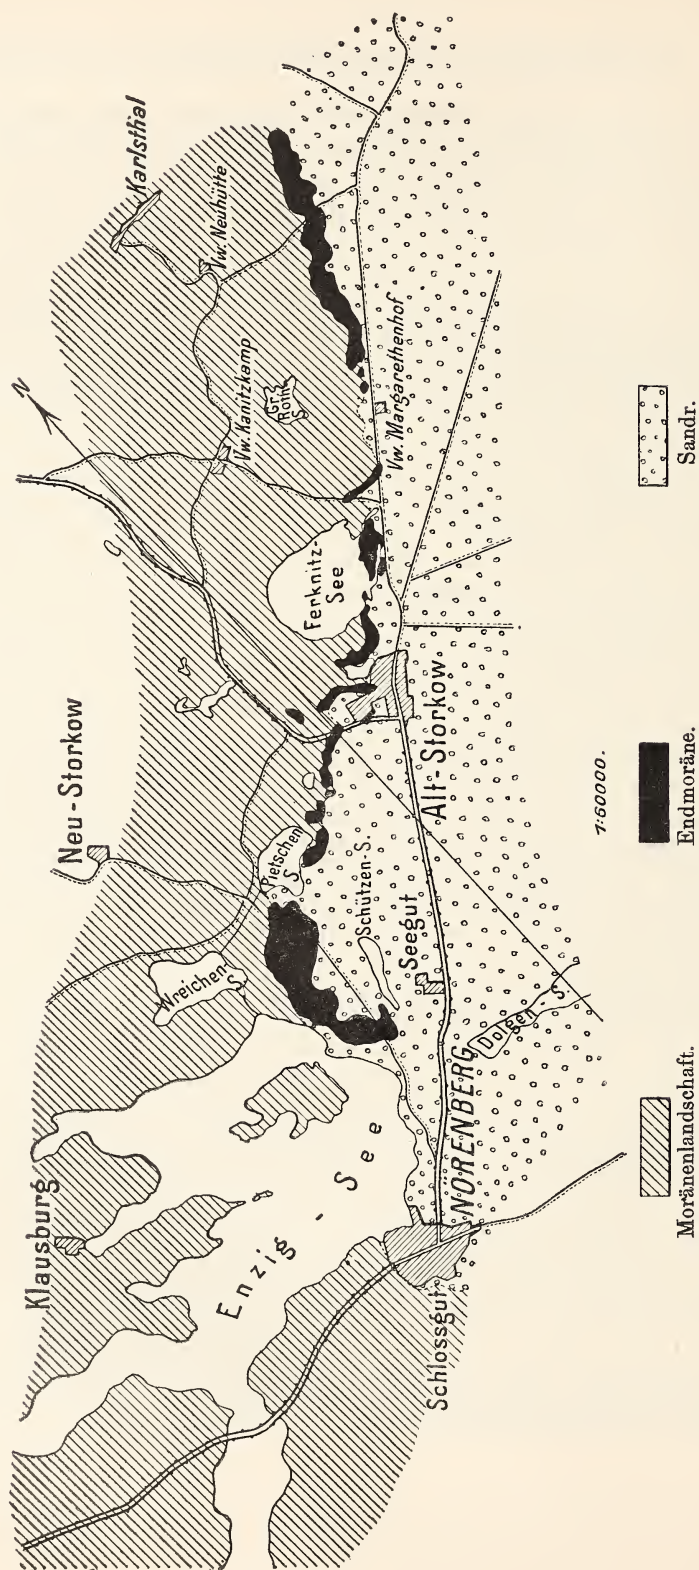 N
Karlsthal
Vw. Neuhütte
Vw. Kanitzkamp
Gr.
Roth
S.
Vw. Margarethenhof
Ferknitz-
See
Neu-Storkow
Alt-Storkow
Pietschen
S.
Schützen-S.
Seegut
Wreichen-
S.
Dolgen-S.
NÖRENBERG
Klausburg
Enzig-See
Schlossgut
1:60000.
Moränenlandschaft.
Endmoräne.
Sandr.